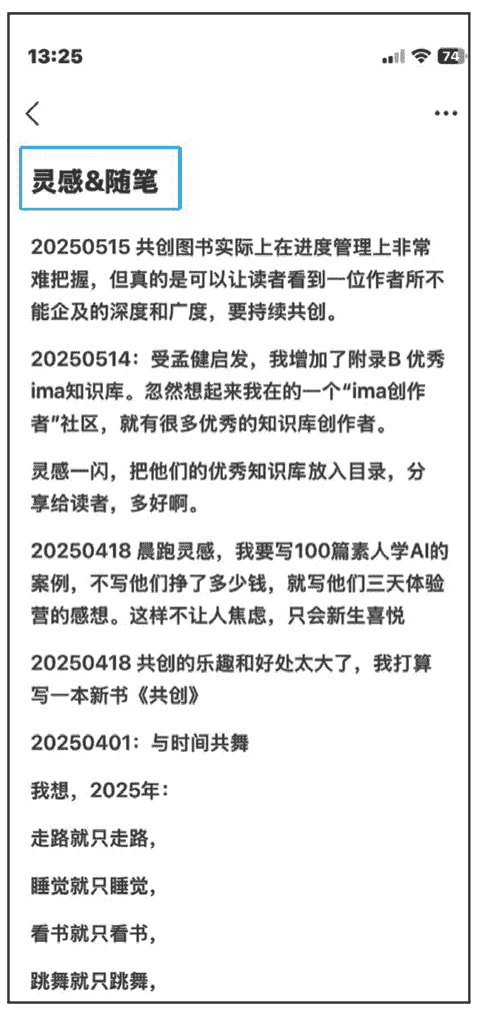 13:25
74
灵感&随笔
20250515 共创图书实际上在进度管理上非常
难把握，但真的是可以让读者看到一位作者所不
能企及的深度和广度，要持续共创。
20250514：受孟健启发，我增加了附录B 优秀
ima知识库。忽然想起来我在的一个“ima创作
者”社区，就有很多优秀的知识库创作者。
灵感一闪，把他们的优秀知识库放入目录，分
享给读者，多好啊。
20250418 晨跑灵感，我要写100篇素人学AI的
案例，不写他们挣了多少钱，就写他们三天体验
营的感想。这样不让人焦虑，只会新生喜悦
20250418 共创的乐趣和好处太大了，我打算
写一本新书《共创》
20250401：与时间共舞
我想，2025年：
走路就只走路，
睡觉就只睡觉，
看书就只看书，
跳舞就只跳舞，